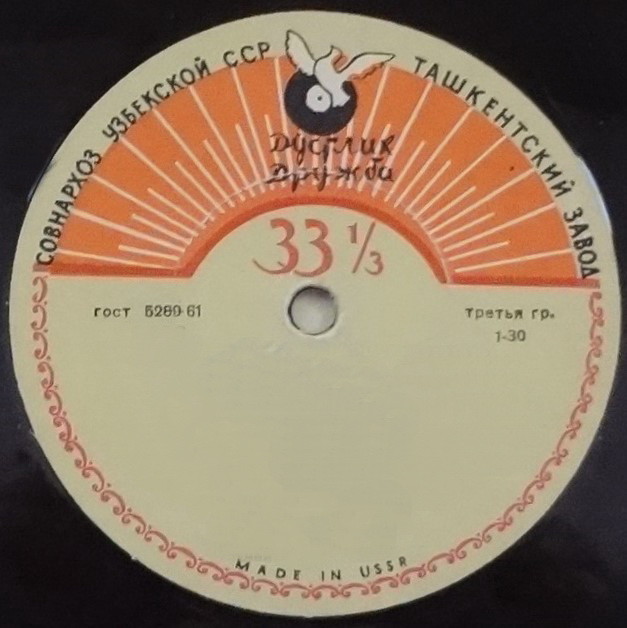 СОВНАРХОЗ УЗБЕКСКОЙ ССР ТАШКЕНТСКИЙ ЗАВОД
Дустлик
Дружба
33 1/3
гост 5289-61
третья гр.
1-30
MADE IN USSR